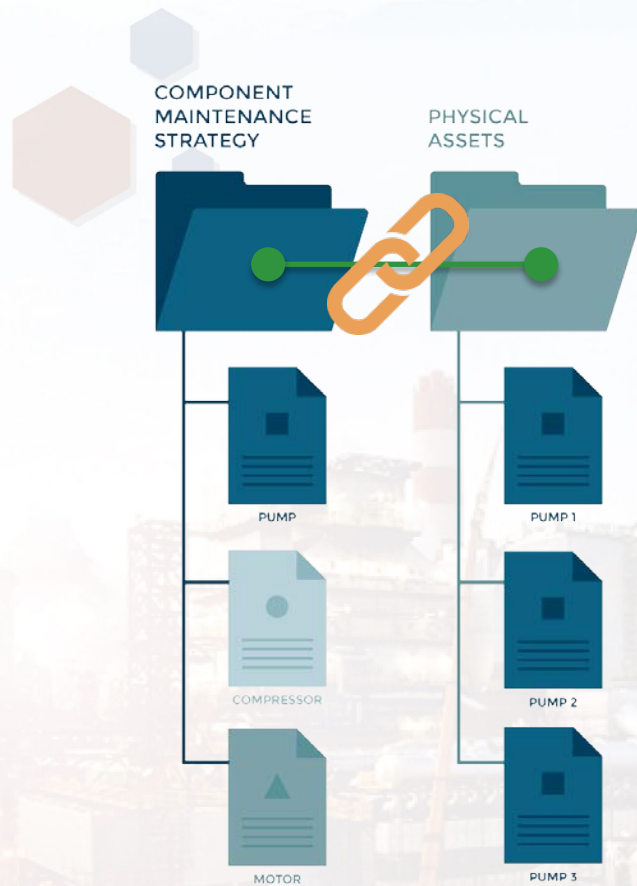 COMPONENT
MAINTENANCE
STRATEGY
PHYSICAL
ASSETS
PUMP
COMPRESSOR
MOTOR
PUMP 1
PUMP 2
PUMP 3